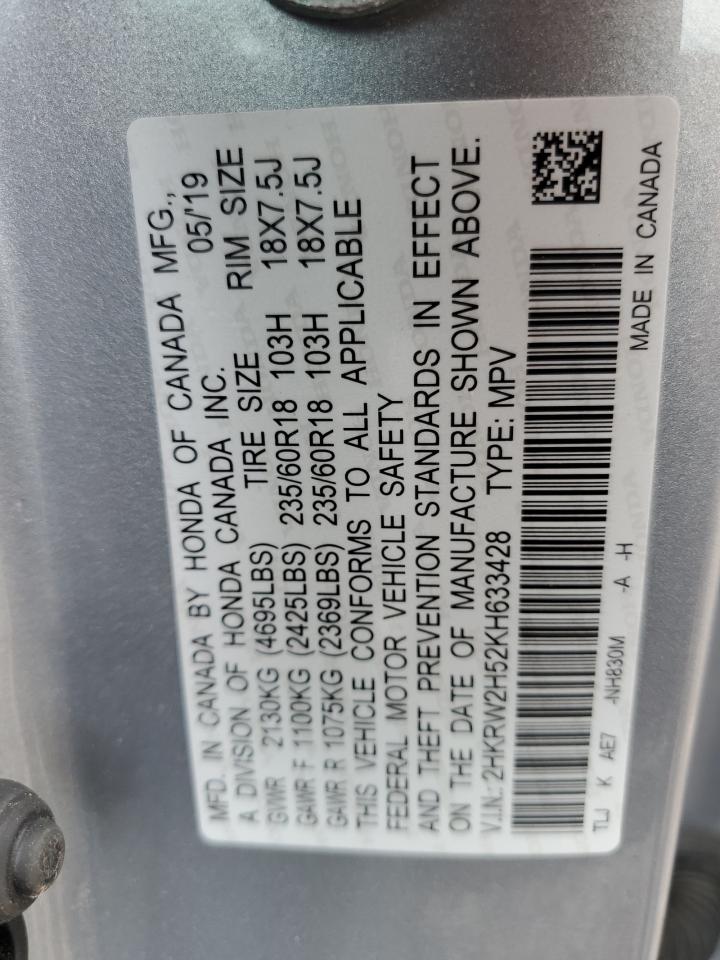 MFD. IN CANADA BY HONDA OF CANADA MFG.,
A DIVISION OF HONDA CANADA INC. 05/'19
GVWR 2130KG (4695LBS) TIRE SIZE RIM SIZE
GAWR F 1100KG (2425LBS) 235/60R18 103H 18X7.5J
GAWR R 1075KG (2369LBS) 235/60R18 103H 18X7.5J
THIS VEHICLE CONFORMS TO ALL APPLICABLE
FEDERAL MOTOR VEHICLE SAFETY
AND THEFT PREVENTION STANDARDS IN EFFECT
ON THE DATE OF MANUFACTURE SHOWN ABOVE.
V.I.N.: 2HKRW2H52KH633428 TYPE: MPV
TLJ K AE7 -NH830M -A -H MADE IN CANADA